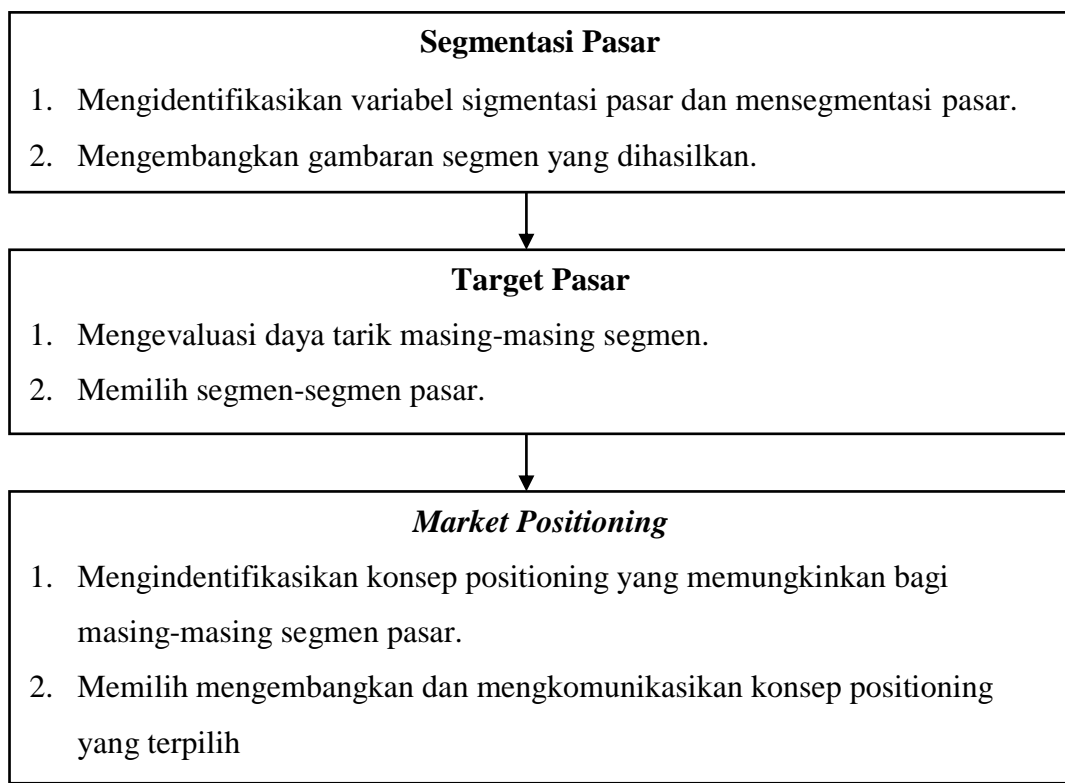 Segmentasi Pasar
1. Mengidentifikasikan variabel sigmentasi pasar dan mensegmentasi pasar.
2. Mengembangkan gambaran segmen yang dihasilkan.
Target Pasar
1. Mengevaluasi daya tarik masing-masing segmen.
2. Memilih segmen-segmen pasar.
Market Positioning
1. Mengindentifikasikan konsep positioning yang memungkinkan bagi
masing-masing segmen pasar.
2. Memilih mengembangkan dan mengkomunikasikan konsep positioning
yang terpilih